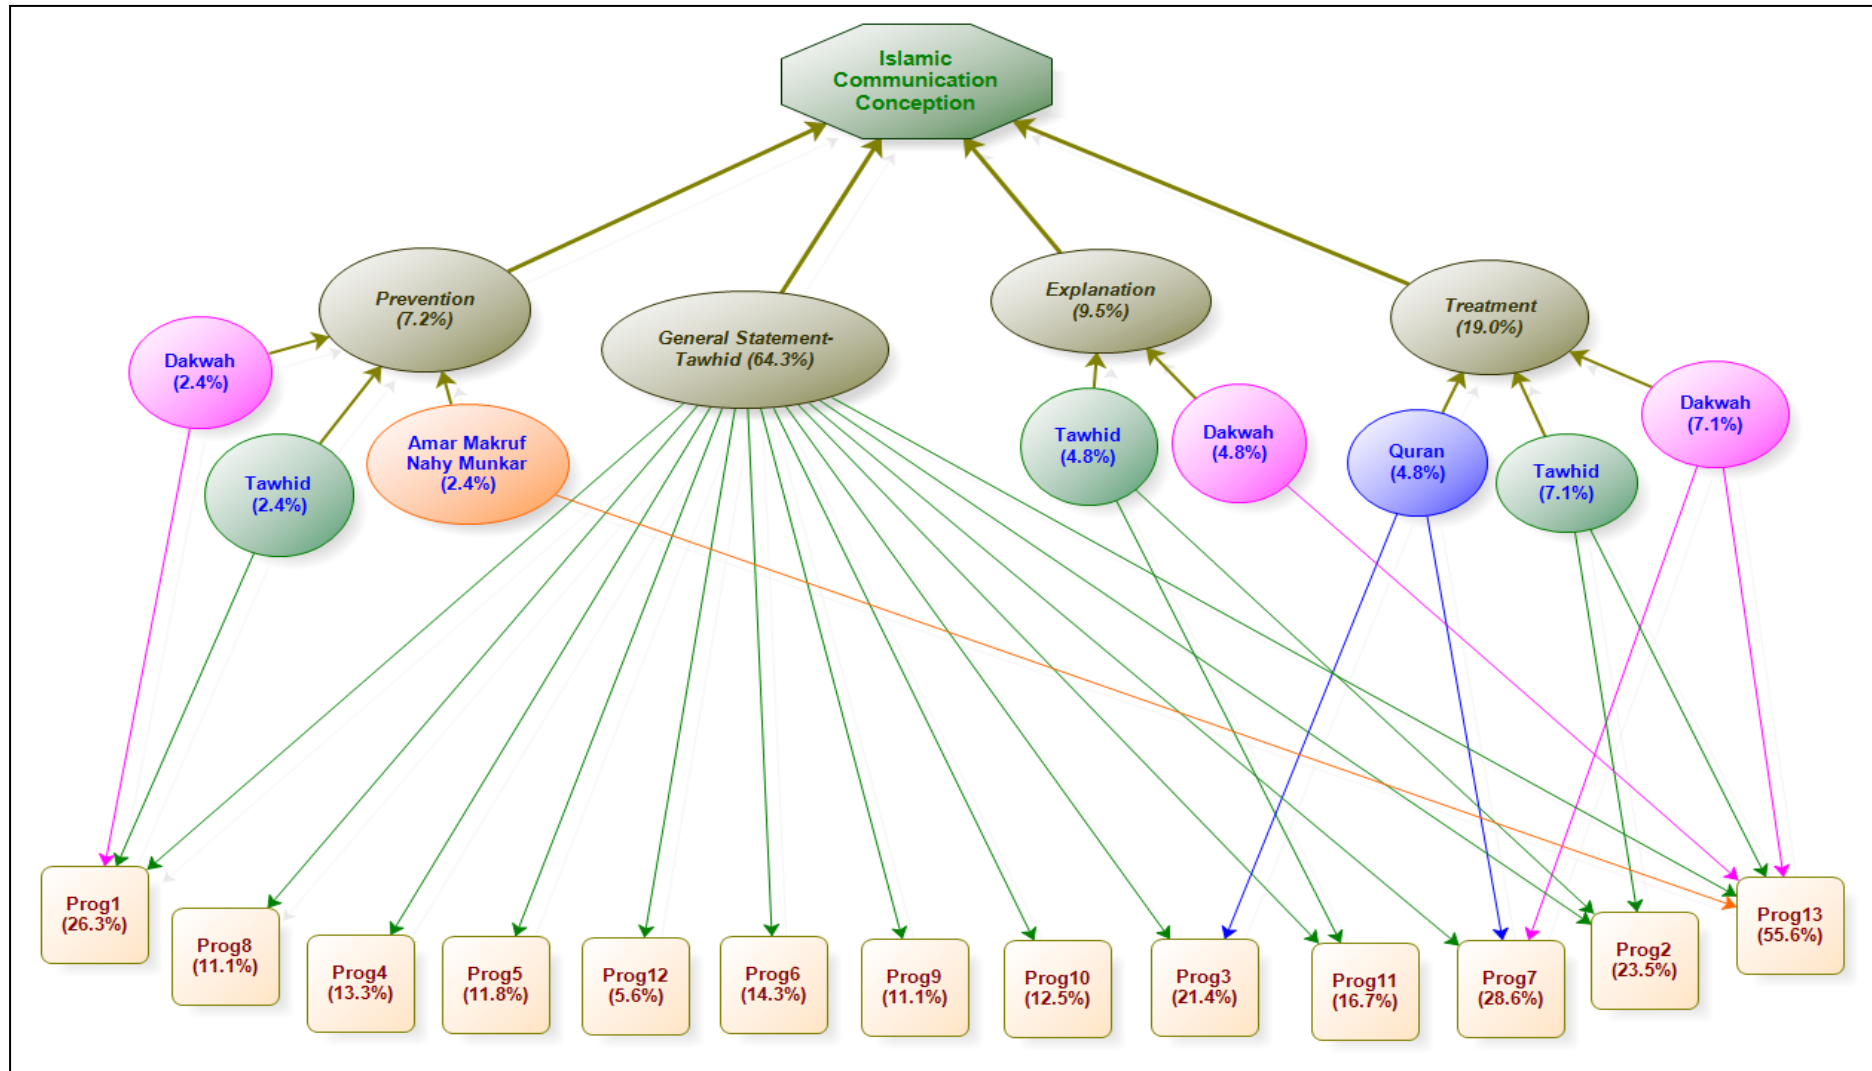 Islamic
Communication
Conception
Prevention
(7.2%)
General Statement-
Tawhid (64.3%)
Explanation
(9.5%)
Treatment
(19.0%)
Dakwah
(2.4%)
Tawhid
(2.4%)
Amar Makruf
Nahy Munkar
(2.4%)
Tawhid
(4.8%)
Dakwah
(4.8%)
Quran
(4.8%)
Tawhid
(7.1%)
Dakwah
(7.1%)
Prog1
(26.3%)
Prog8
(11.1%)
Prog4
(13.3%)
Prog5
(11.8%)
Prog12
(5.6%)
Prog6
(14.3%)
Prog9
(11.1%)
Prog10
(12.5%)
Prog3
(21.4%)
Prog11
(16.7%)
Prog7
(28.6%)
Prog2
(23.5%)
Prog13
(55.6%)